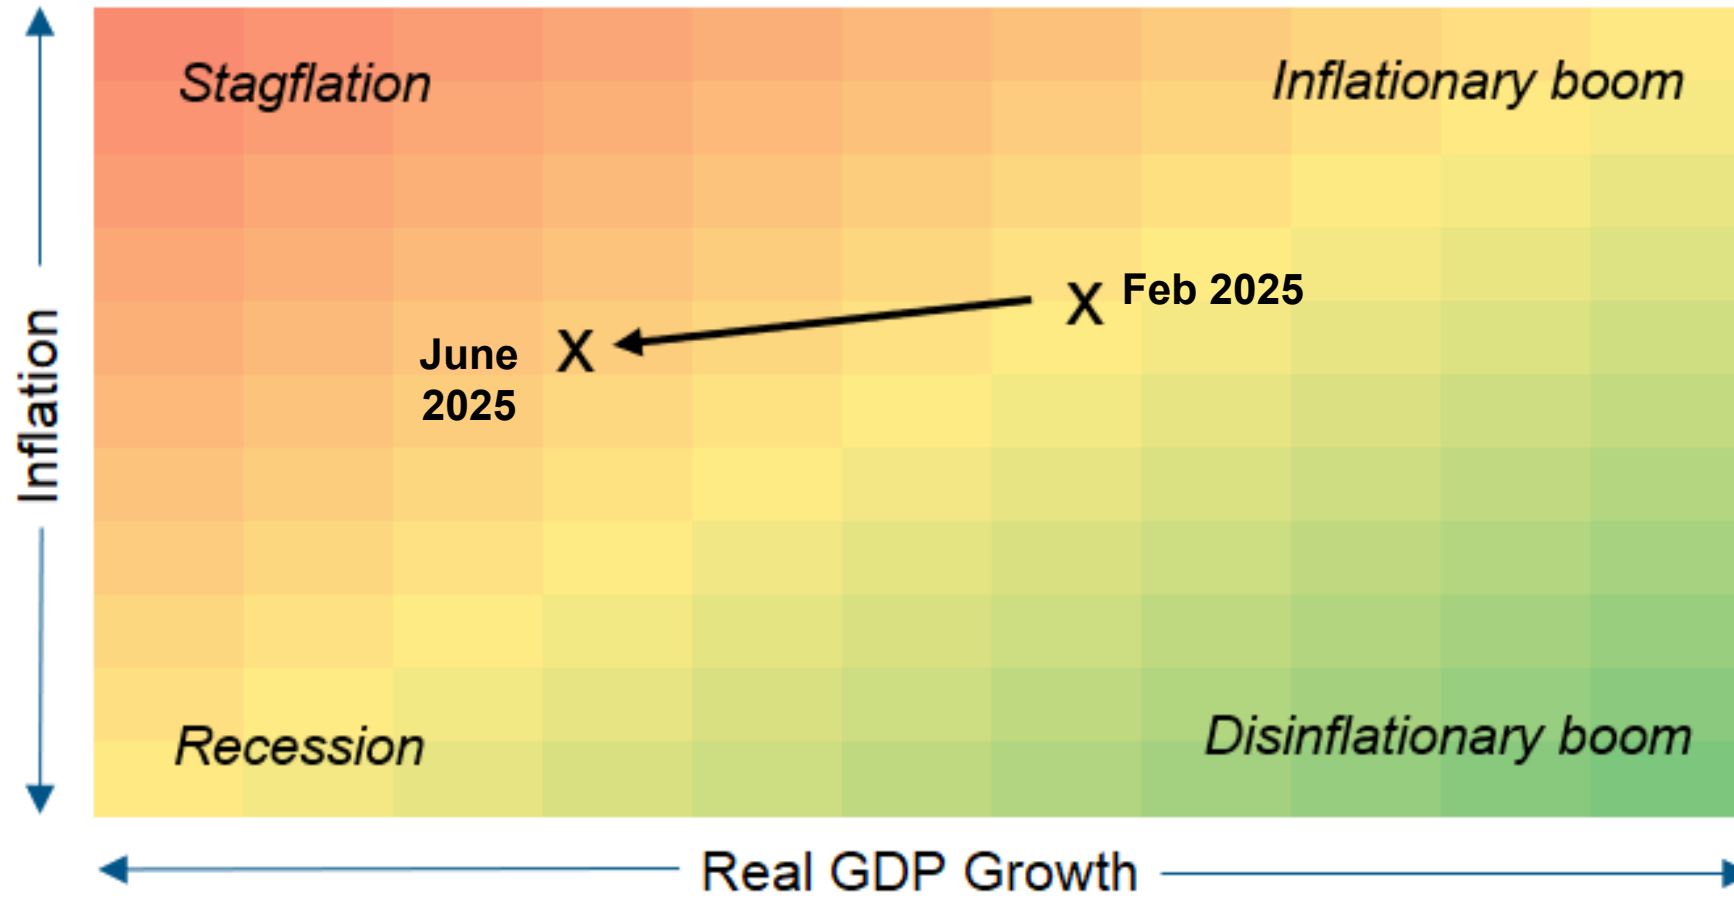 Stagflation
Inflationary boom
X Feb 2025
June X
2025
Inflation
Recession
Disinflationary boom
Real GDP Growth